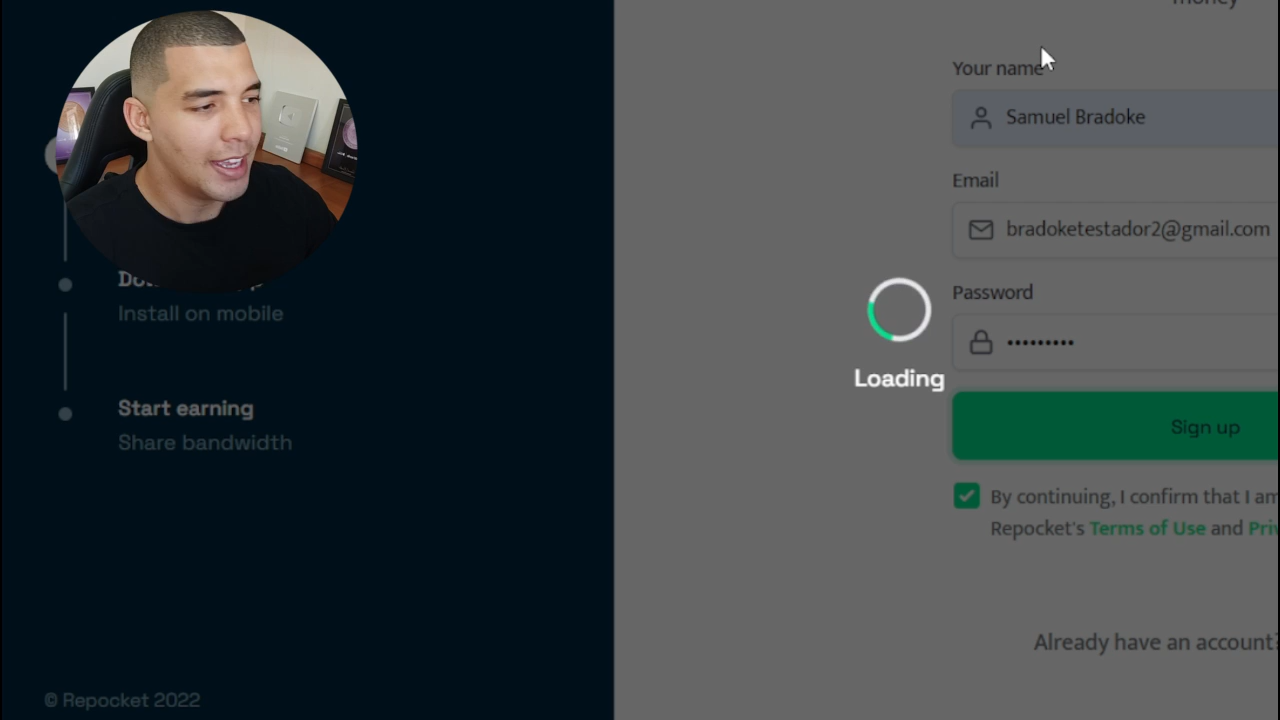 Install on mobile
Start earning
Share bandwidth
© Repocket 2022
money
Your name
Samuel Bradoke
Email
bradoketestador2@gmail.com
Password
•••••••••
Sign up
By continuing, I confirm that I am
Repocket's Terms of Use and
Already have an account?
Loading